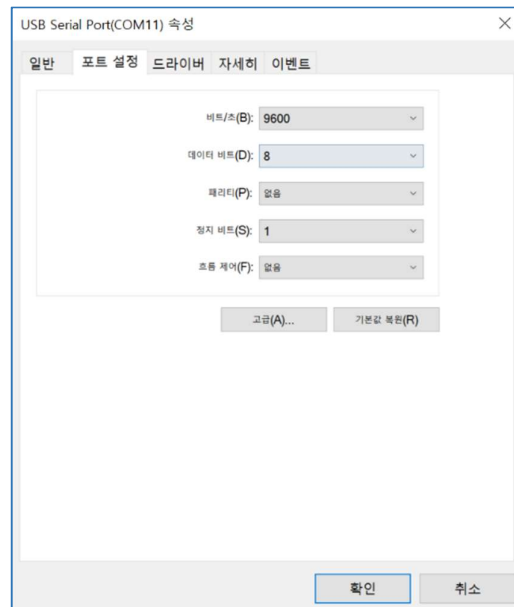 USB Serial Port(COM11) 속성
일반 포트 설정 드라이버 자세히 이벤트
비트/초(B): 9600
데이터 비트(D): 8
패리티(P): 없음
정지 비트(S): 1
흐름 제어(F): 없음
고급(A)... 기본값 복원(R)
확인 취소